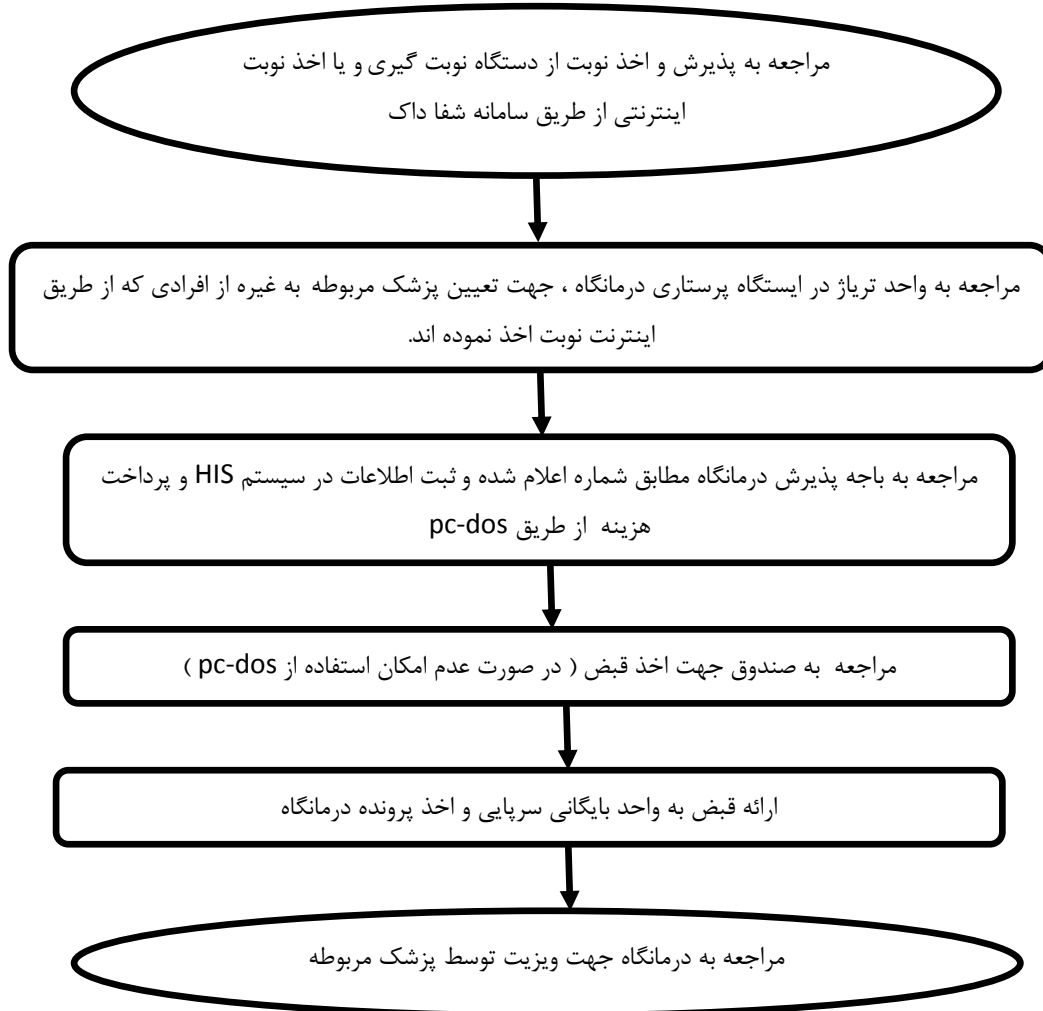 مراجعه به پذیرش و اخذ نوبت از دستگاه نوبت گیری و یا اخذ نوبت
اینترنتی از طریق سامانه شفا داک
مراجعه به واحد تریاژ در ایستگاه پرستاری درمانگاه ، جهت تعیین پزشک مربوطه به غیره از افرادی که از طریق
اینترنت نوبت اخذ نموده اند.
مراجعه به باجه پذیرش درمانگاه مطابق شماره اعلام شده و ثبت اطلاعات در سیستم HIS و پرداخت
هزینه از طریق pc-dos
مراجعه به صندوق جهت اخذ قبض ( در صورت عدم امکان استفاده از pc-dos )
ارائه قبض به واحد بایگانی سرپایی و اخذ پرونده درمانگاه
مراجعه به درمانگاه جهت ویزیت توسط پزشک مربوطه